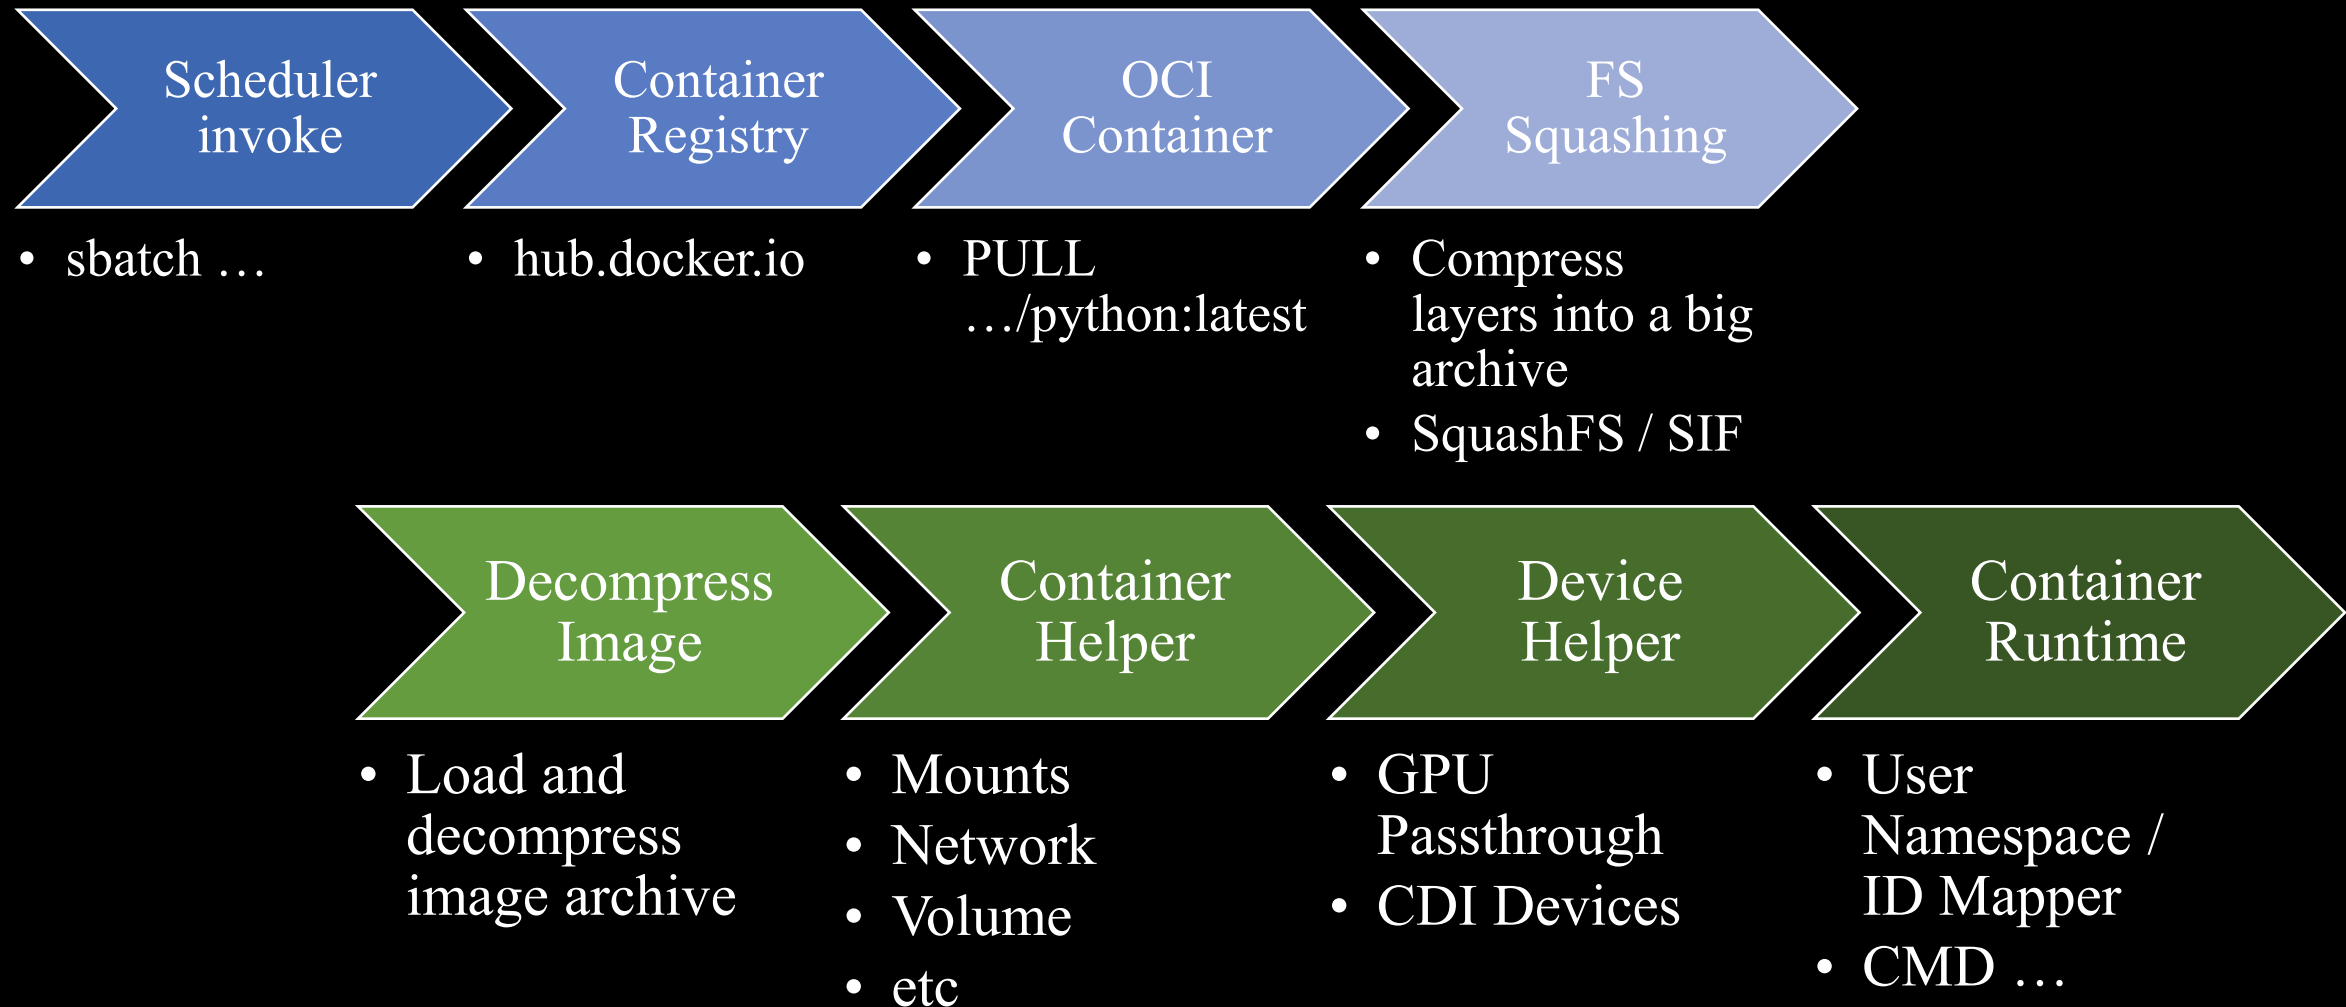 Scheduler
invoke
Container
Registry
OCI
Container
FS
Squashing
• sbatch …
• hub.docker.io
• PULL
…/python:latest
• Compress
layers into a big
archive
• SquashFS / SIF
Decompress
Image
Container
Helper
Device
Helper
Container
Runtime
• Load and
decompress
image archive
• Mounts
• Network
• Volume
• etc
• GPU
Passthrough
• CDI Devices
• User
Namespace /
ID Mapper
• CMD …